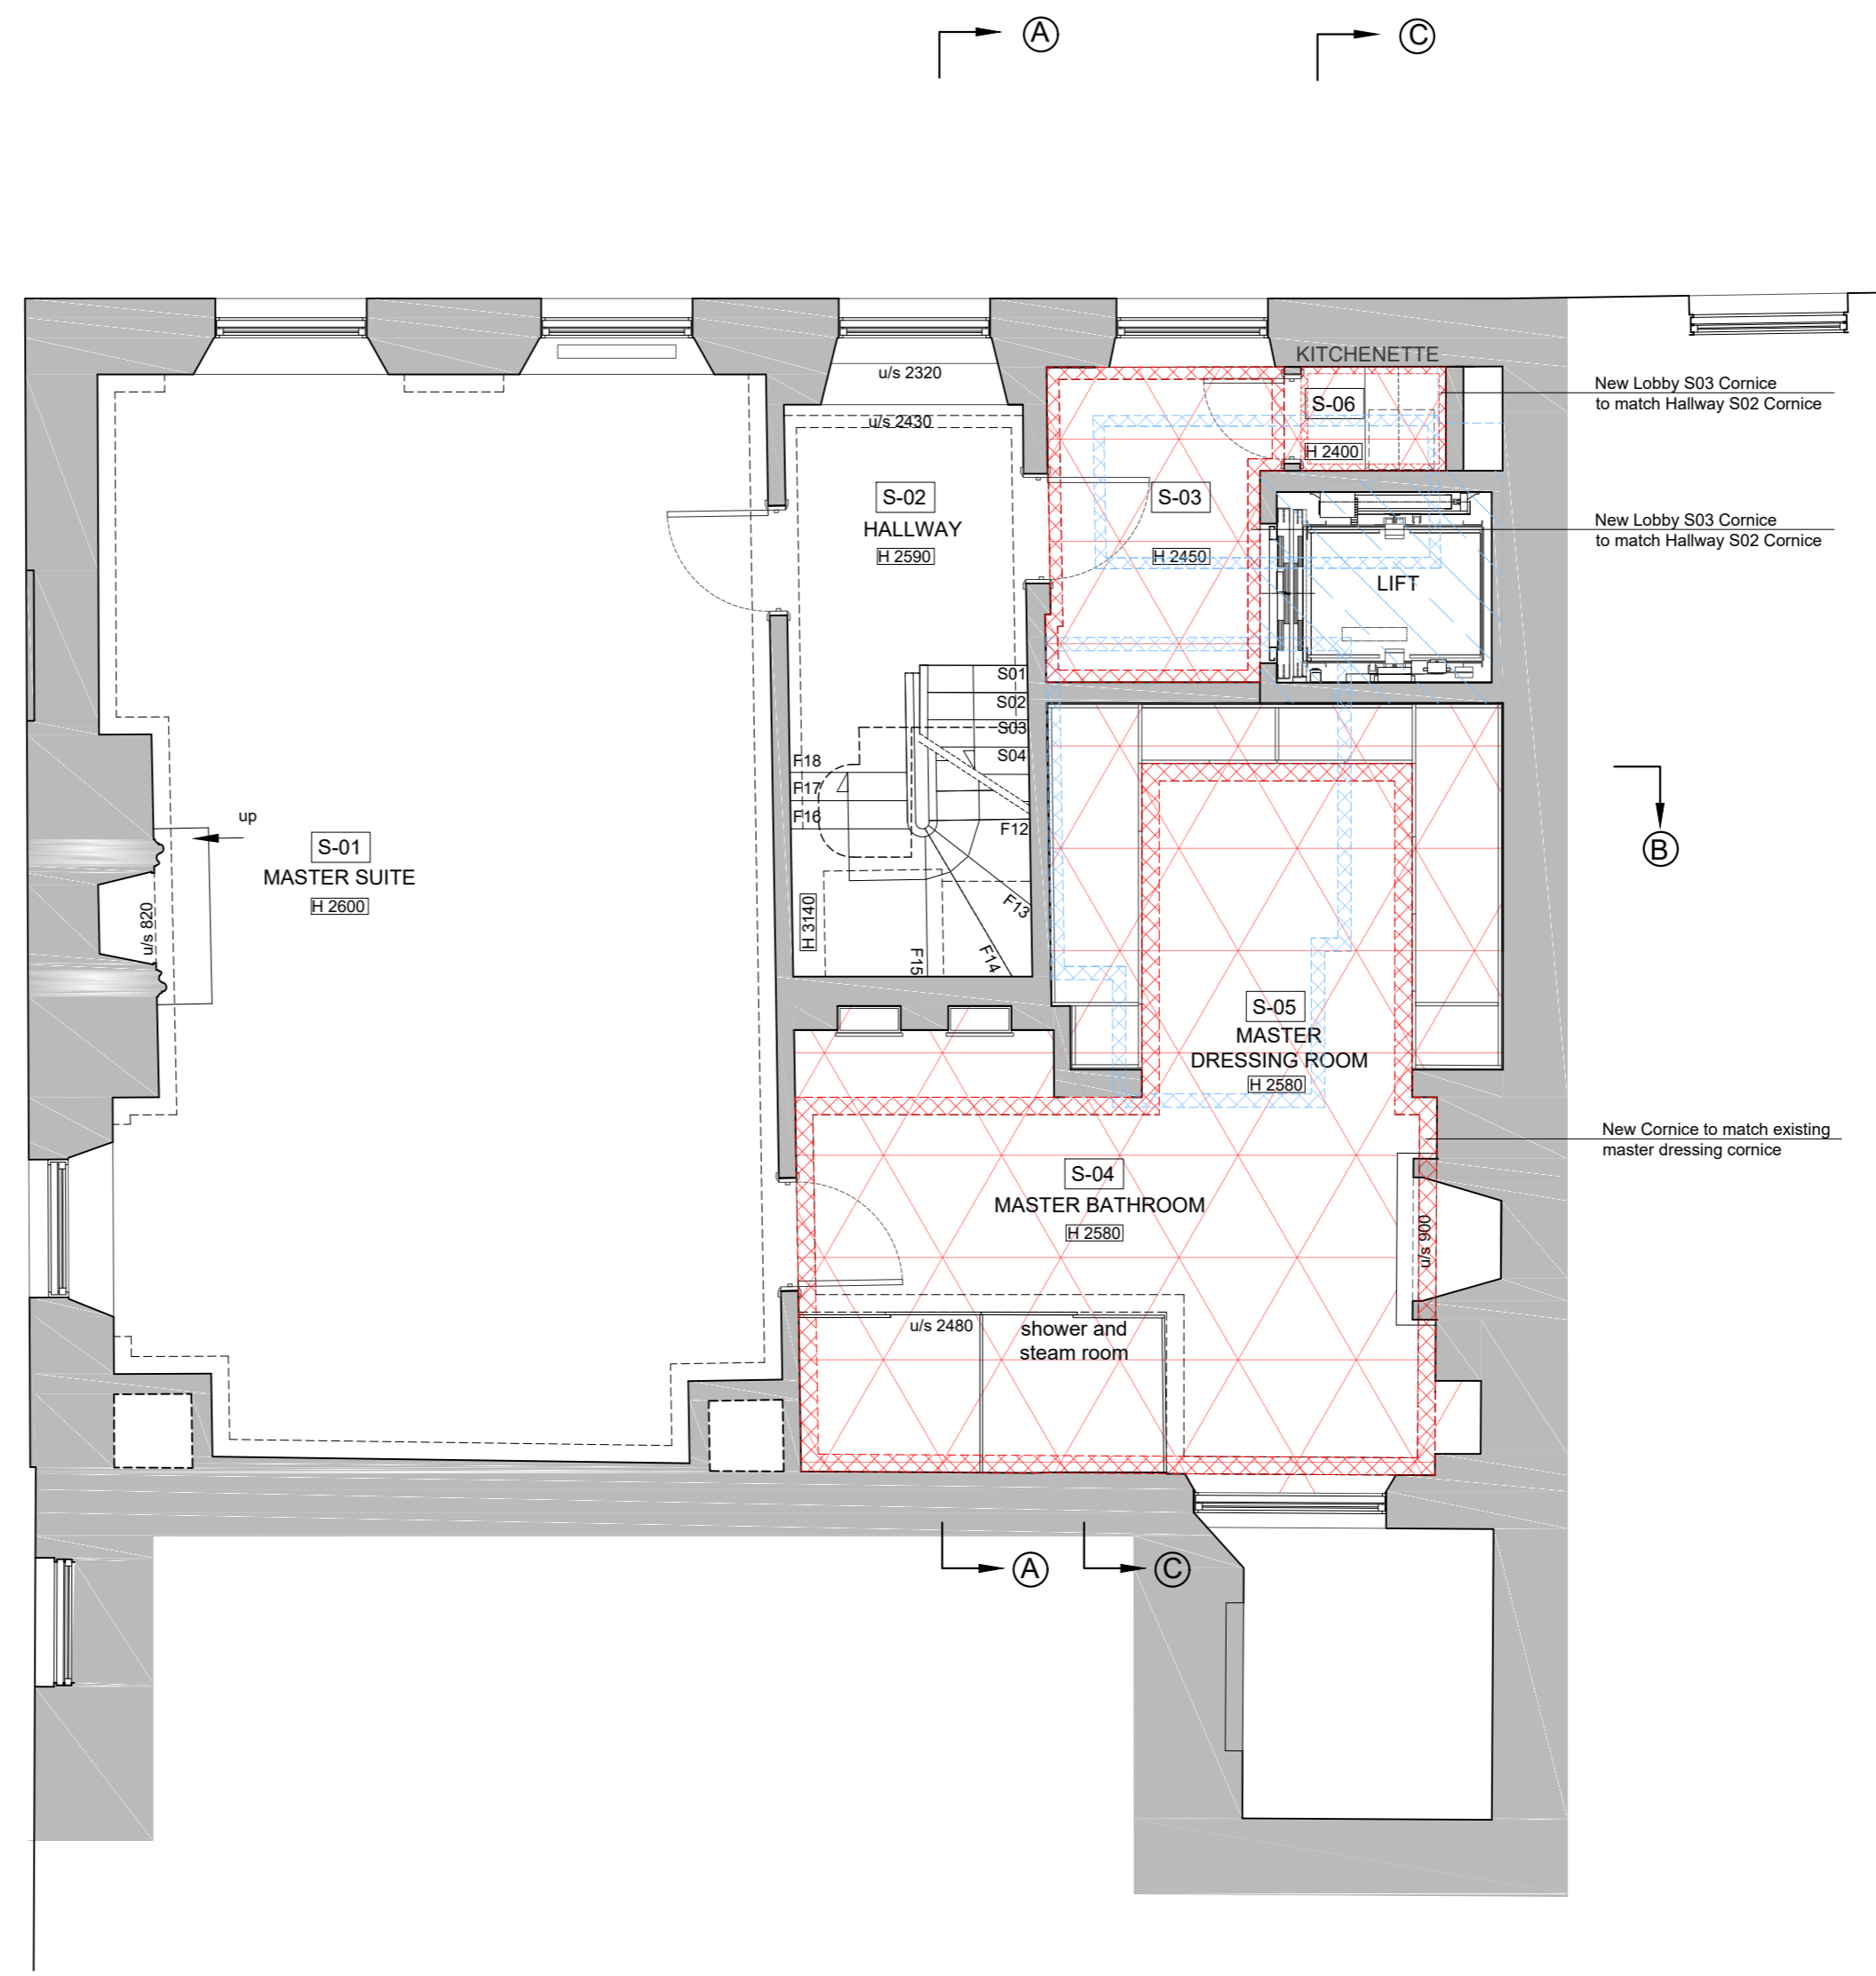 A
C
KITCHENETTE
New Lobby S03 Cornice
to match Hallway S02 Cornice
u/s 2320
S-06
u/s 2430
H 2400
S-02
HALLWAY
H 2590
S-03
H 2450
New Lobby S03 Cornice
to match Hallway S02 Cornice
LIFT
S01
S02
S03
S04
F18
F17
F16
F12
F13
F14
F15
H 3140
up
S-01
MASTER SUITE
H 2600
u/s 820
B
S-05
MASTER
DRESSING ROOM
H 2580
New Cornice to match existing
master dressing cornice
S-04
MASTER BATHROOM
H 2580
u/s 900
u/s 2480
shower and
steam room
A
C